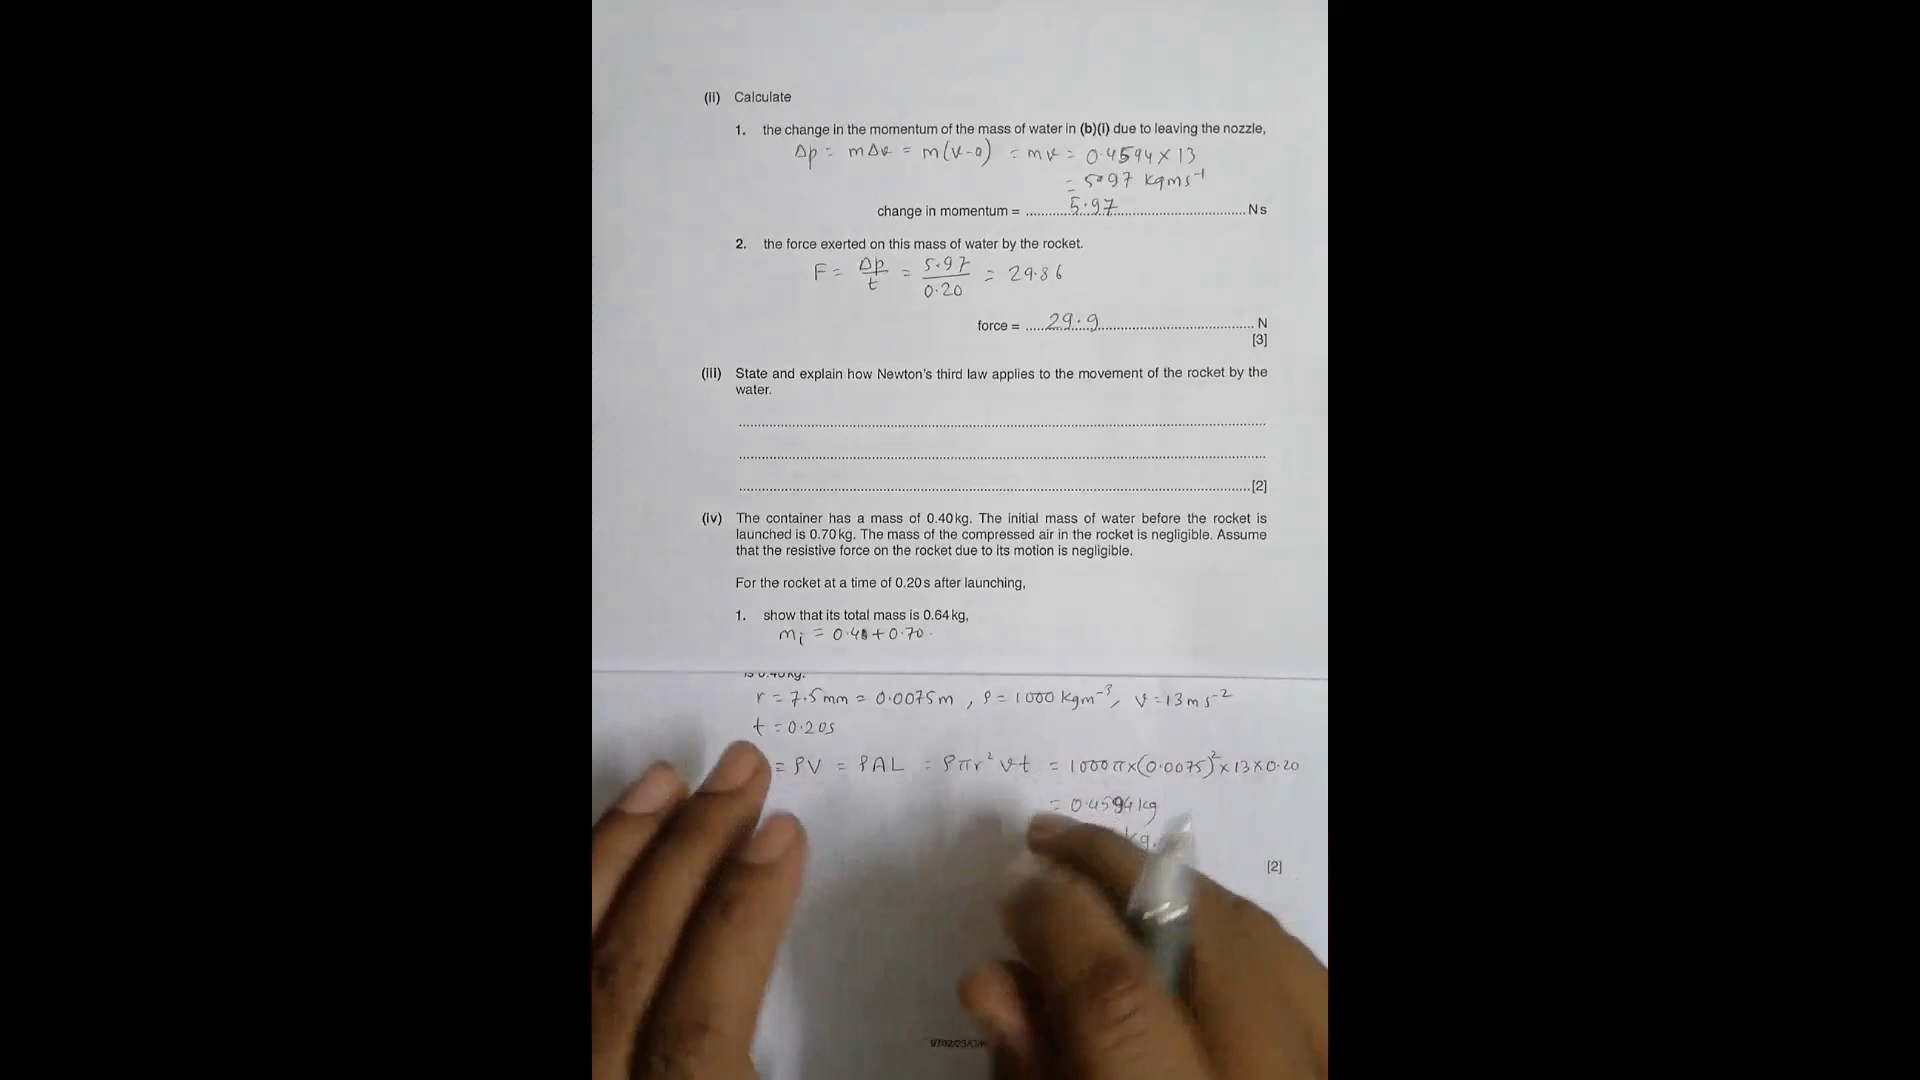 (ii) Calculate
1. the change in the momentum of the mass of water in (b)(i) due to leaving the nozzle,
Δp = mΔv = m(v-0) = mv = 0.4594 × 13
= 5.97 kgms⁻¹
change in momentum = 5.97 Ns
2. the force exerted on this mass of water by the rocket.
F = Δp/t = 5.97/0.20 = 29.86
force = 29.9 N
[3]
(iii) State and explain how Newton's third law applies to the movement of the rocket by the
water.
[2]
(iv) The container has a mass of 0.40 kg. The initial mass of water before the rocket is
launched is 0.70 kg. The mass of the compressed air in the rocket is negligible. Assume
that the resistive force on the rocket due to its motion is negligible.
For the rocket at a time of 0.20 s after launching,
1. show that its total mass is 0.64 kg,
mᵢ = 0.40 + 0.70
r = 7.5mm = 0.0075m , ρ = 1000 kgm⁻³, v = 13ms⁻²
t = 0.20s
= ρV = ρAL = ρπr²vt = 1000π×(0.0075)²×13×0.20
= 0.4594 kg
kg.
[2]